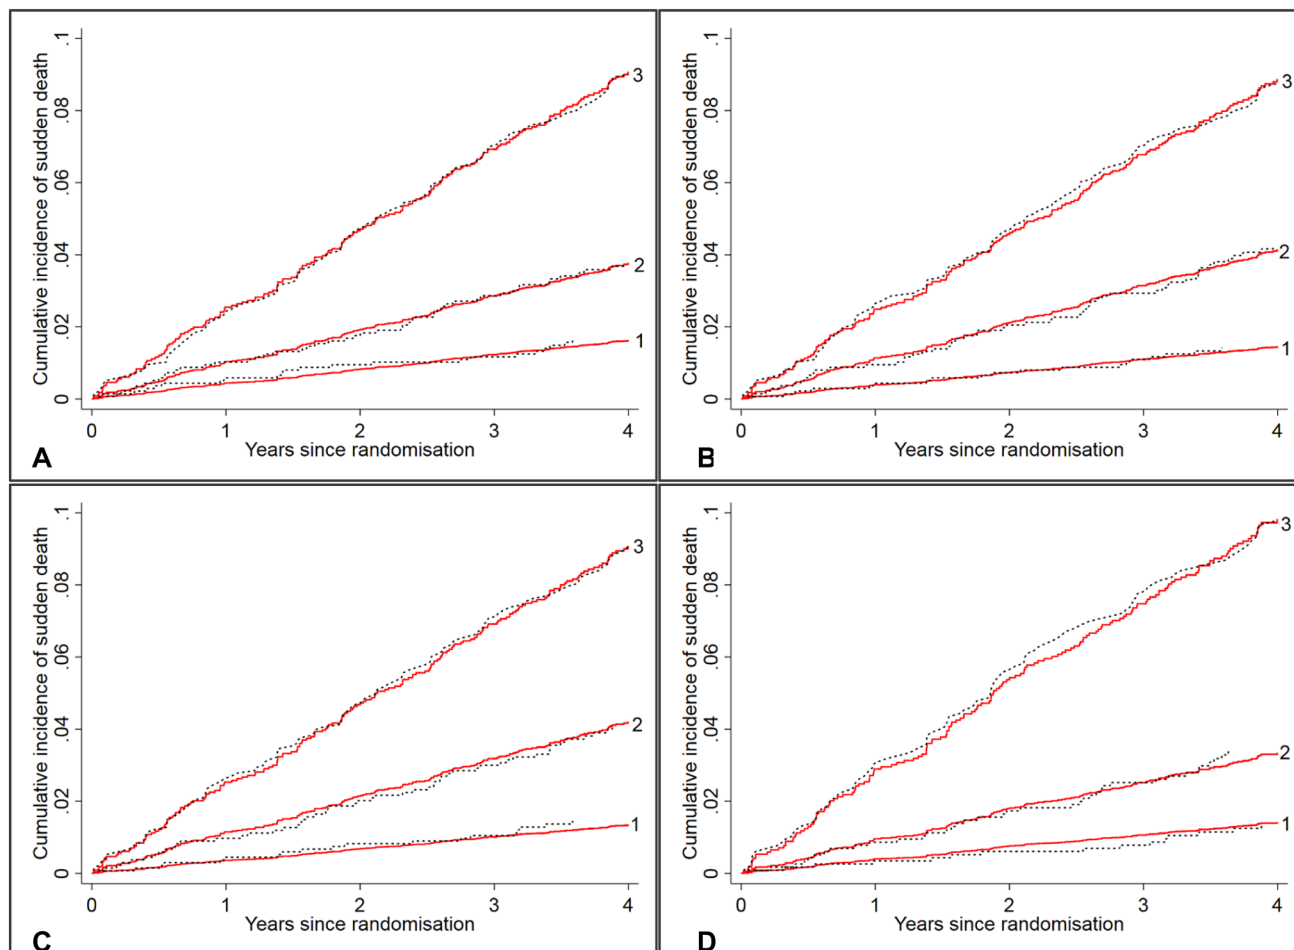 Cumulative incidence of sudden death
.1
.08
.06
.04
.02
0
3
2
1
0 1 2 3 4
Years since randomisation
A
Cumulative incidence of sudden death
.1
.08
.06
.04
.02
0
3
2
1
0 1 2 3 4
Years since randomisation
B
Cumulative incidence of sudden death
.1
.08
.06
.04
.02
0
3
2
1
0 1 2 3 4
Years since randomisation
C
Cumulative incidence of sudden death
.1
.08
.06
.04
.02
0
3
2
1
0 1 2 3 4
Years since randomisation
D